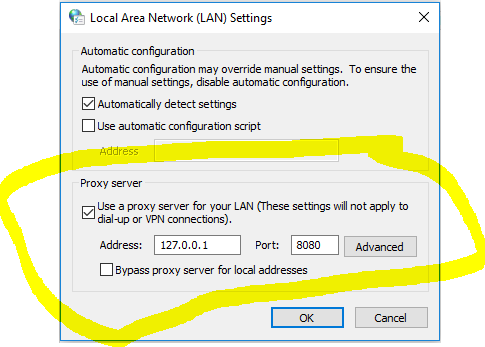 Local Area Network (LAN) Settings
Automatic configuration
Automatic configuration may override manual settings. To ensure the
use of manual settings, disable automatic configuration.
Automatically detect settings
Use automatic configuration script
Address
Proxy server
Use a proxy server for your LAN (These settings will not apply to
dial-up or VPN connections).
Address: 127.0.0.1 Port: 8080 Advanced
Bypass proxy server for local addresses
OK Cancel